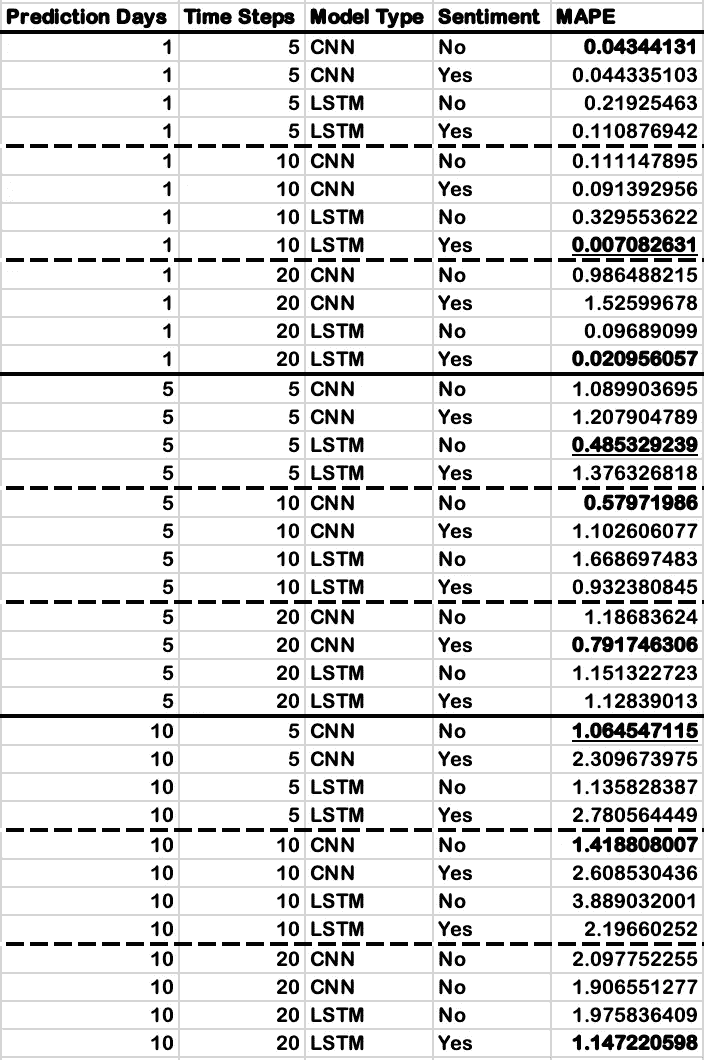 Prediction Days Time Steps Model Type Sentiment MAPE
1 5 CNN No 0.04344131
1 5 CNN Yes 0.044335103
1 5 LSTM No 0.21925463
1 5 LSTM Yes 0.110876942
1 10 CNN No 0.111147895
1 10 CNN Yes 0.091392956
1 10 LSTM No 0.329553622
1 10 LSTM Yes 0.007082631
1 20 CNN No 0.986488215
1 20 CNN Yes 1.52599678
1 20 LSTM No 0.09689099
1 20 LSTM Yes 0.020956057
5 5 CNN No 1.089903695
5 5 CNN Yes 1.207904789
5 5 LSTM No 0.485329239
5 5 LSTM Yes 1.376326818
5 10 CNN No 0.57971986
5 10 CNN Yes 1.102606077
5 10 LSTM No 1.668697483
5 10 LSTM Yes 0.932380845
5 20 CNN No 1.18683624
5 20 CNN Yes 0.791746306
5 20 LSTM No 1.151322723
5 20 LSTM Yes 1.12839013
10 5 CNN No 1.064547115
10 5 CNN Yes 2.309673975
10 5 LSTM No 1.135828387
10 5 LSTM Yes 2.780564449
10 10 CNN No 1.418808007
10 10 CNN Yes 2.608530436
10 10 LSTM No 3.889032001
10 10 LSTM Yes 2.19660252
10 20 CNN No 2.097752255
10 20 CNN No 1.906551277
10 20 LSTM No 1.975836409
10 20 LSTM Yes 1.147220598